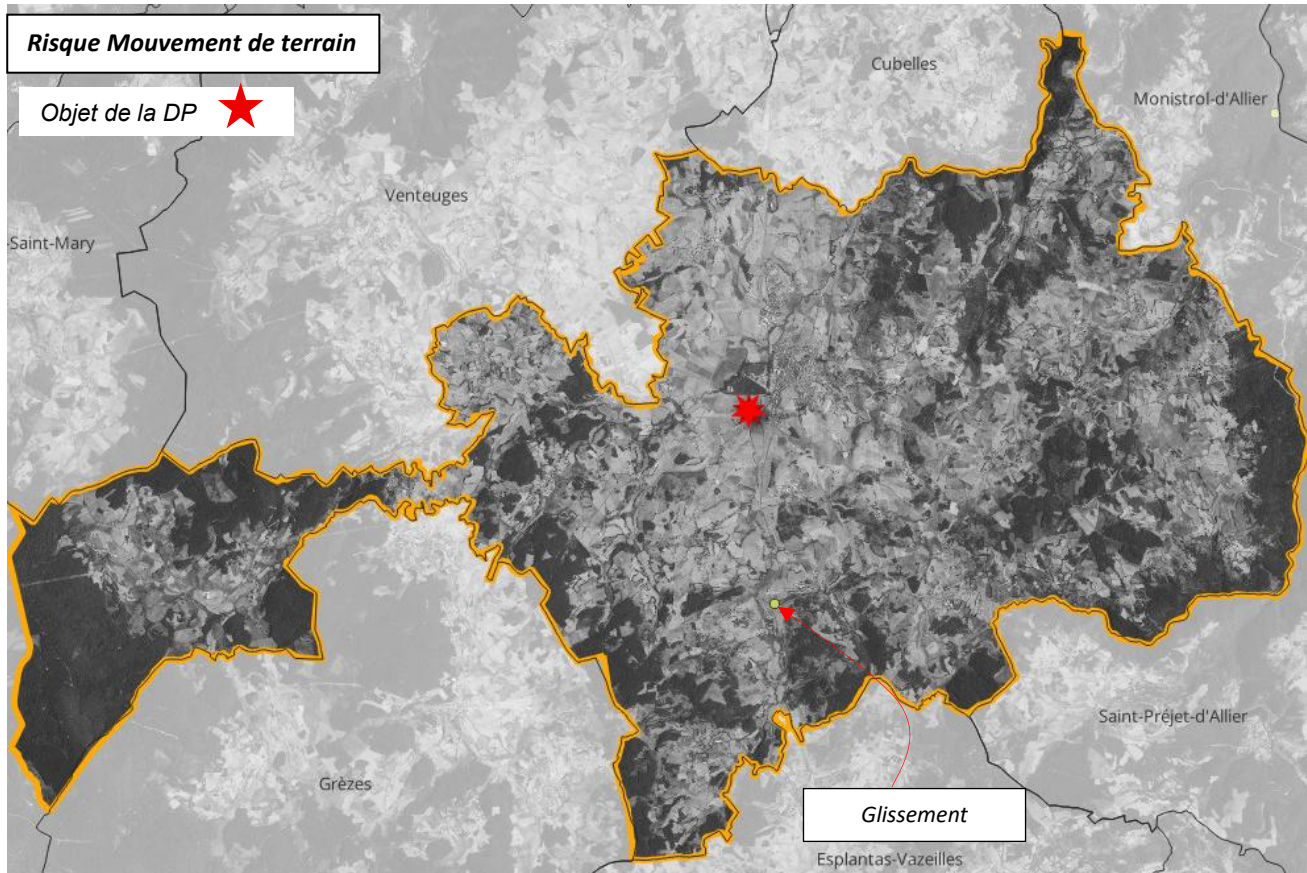 Risque Mouvement de terrain
Objet de la DP
Cubelles
Monistrol-d'Allier
Venteuges
-Saint-Mary
Saint-Préjet-d'Allier
Grèzes
Glissement
Esplantas-Vazeilles